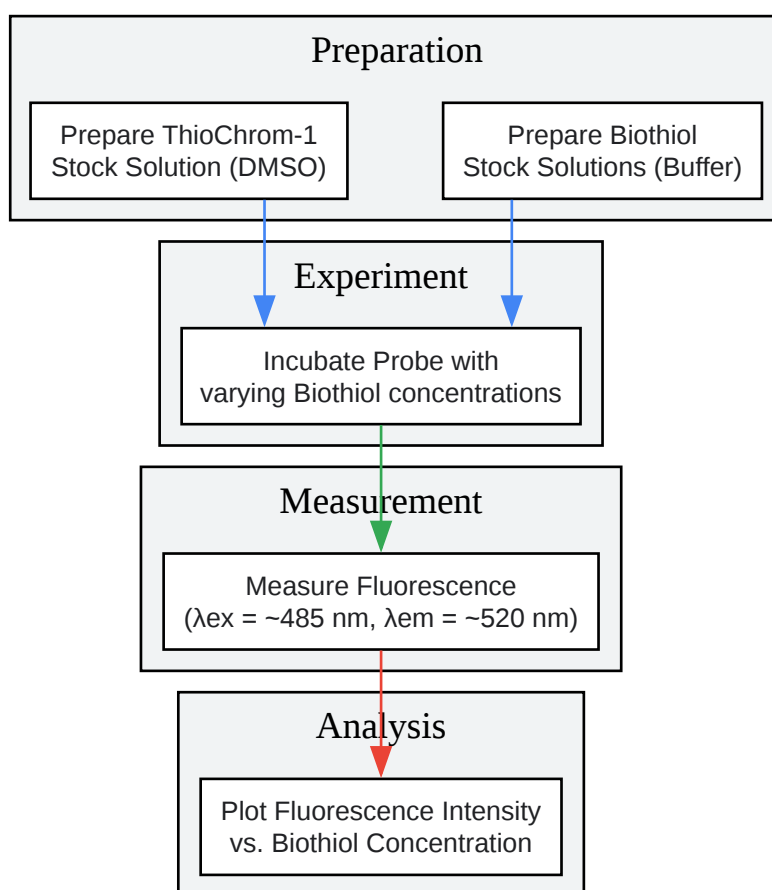 Preparation
Prepare ThioChrom-1
Stock Solution (DMSO)
Prepare Biothiol
Stock Solutions (Buffer)
Experiment
Incubate Probe with
varying Biothiol concentrations
Measurement
Measure Fluorescence
(λex = ~485 nm, λem = ~520 nm)
Analysis
Plot Fluorescence Intensity
vs. Biothiol Concentration